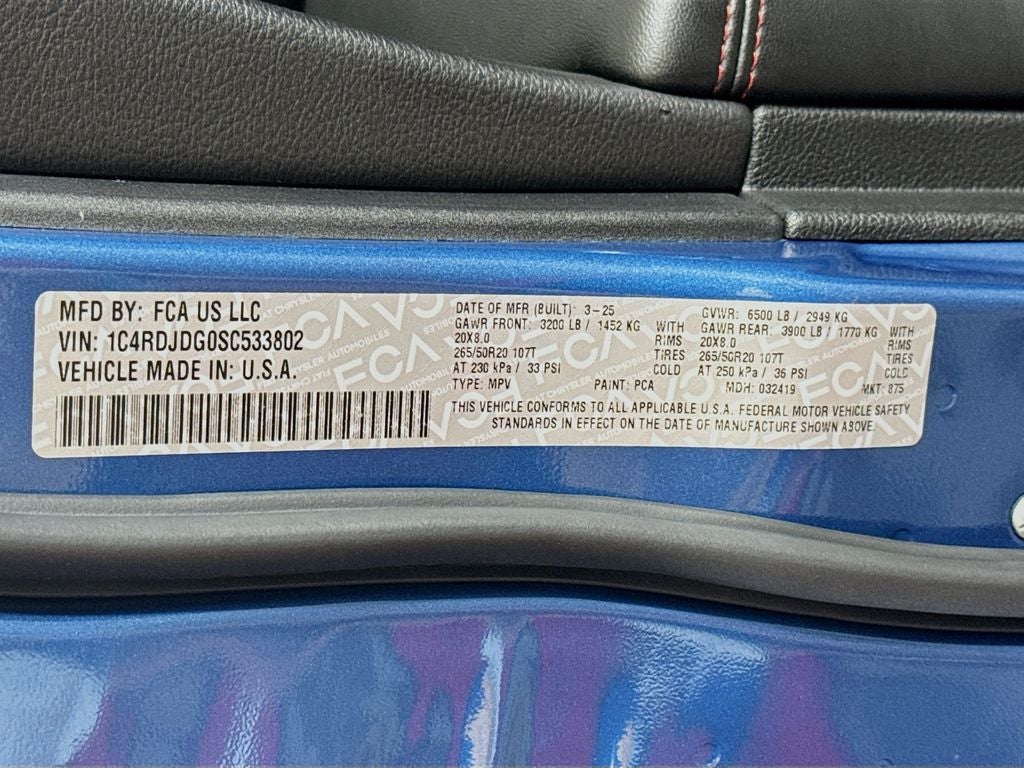 MFD BY: FCA US LLC
VIN: 1C4RDJDG0SC533802
VEHICLE MADE IN: U.S.A.
DATE OF MFR (BUILT): 3-25
GAWR FRONT: 3200 LB / 1452 KG WITH
20X8.0 RIMS
265/50R20 107T TIRES
AT 230 kPa / 33 PSI COLD
TYPE: MPV PAINT: PCA
GVWR: 6500 LB / 2949 KG
GAWR REAR: 3900 LB / 1770 KG WITH
20X8.0 RIMS
265/50R20 107T TIRES
AT 250 kPa / 36 PSI COLD
MDH: 032419 MKT: 875
THIS VEHICLE CONFORMS TO ALL APPLICABLE U.S.A. FEDERAL MOTOR VEHICLE SAFETY
STANDARDS IN EFFECT ON THE DATE OF MANUFACTURE SHOWN ABOVE.